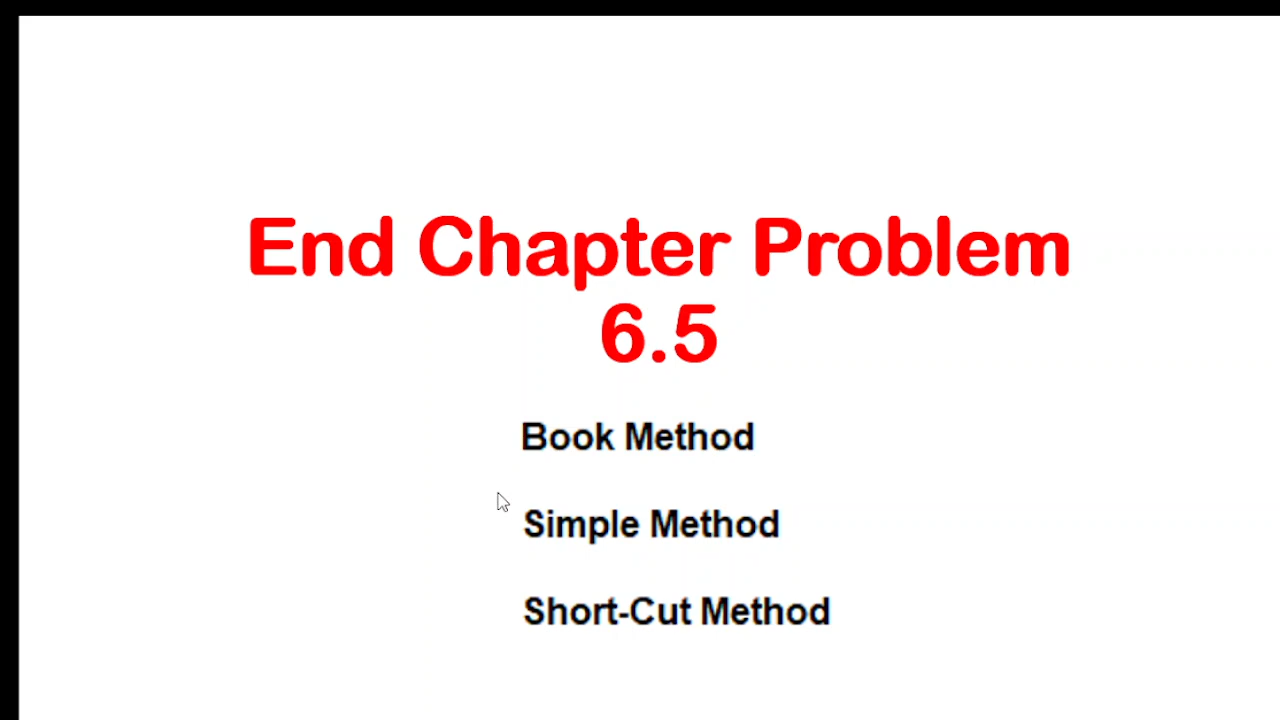 End Chapter Problem
6.5
Book Method
Simple Method
Short-Cut Method